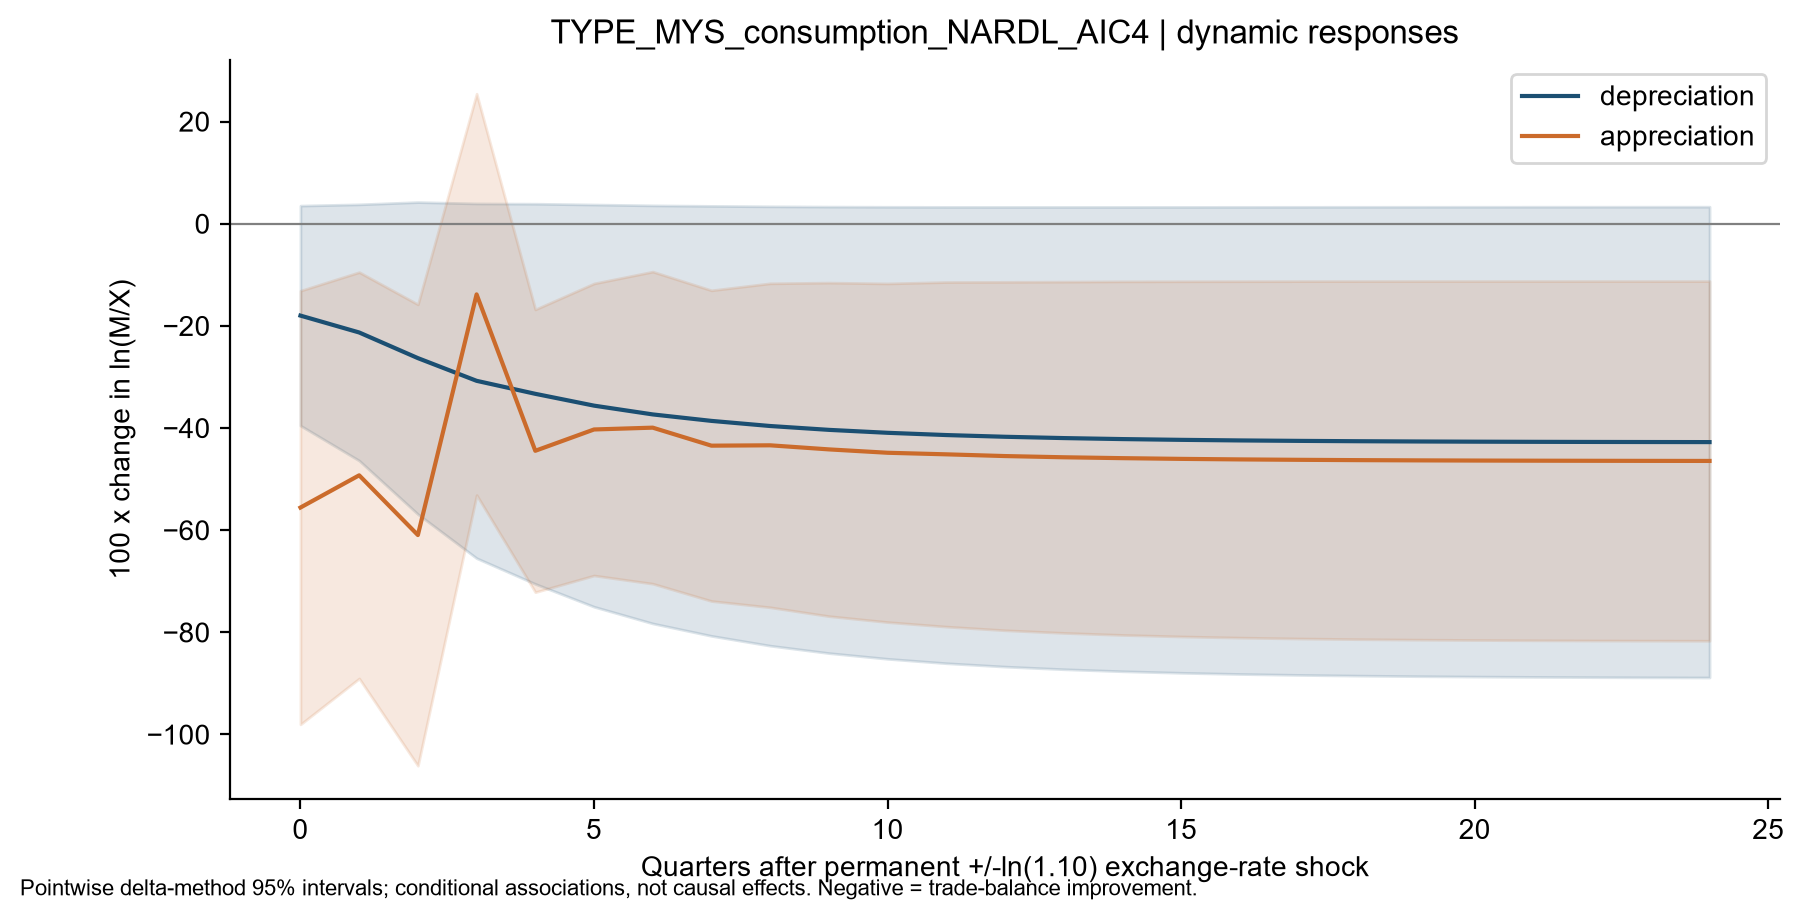 TYPE_MYS_consumption_NARDL_AIC4 | dynamic responses
depreciation
appreciation
100 x change in ln(M/X)
20
0
−20
−40
−60
−80
−100
0
5
10
15
20
25
Quarters after permanent +/-ln(1.10) exchange-rate shock
Pointwise delta-method 95% intervals; conditional associations, not causal effects. Negative = trade-balance improvement.